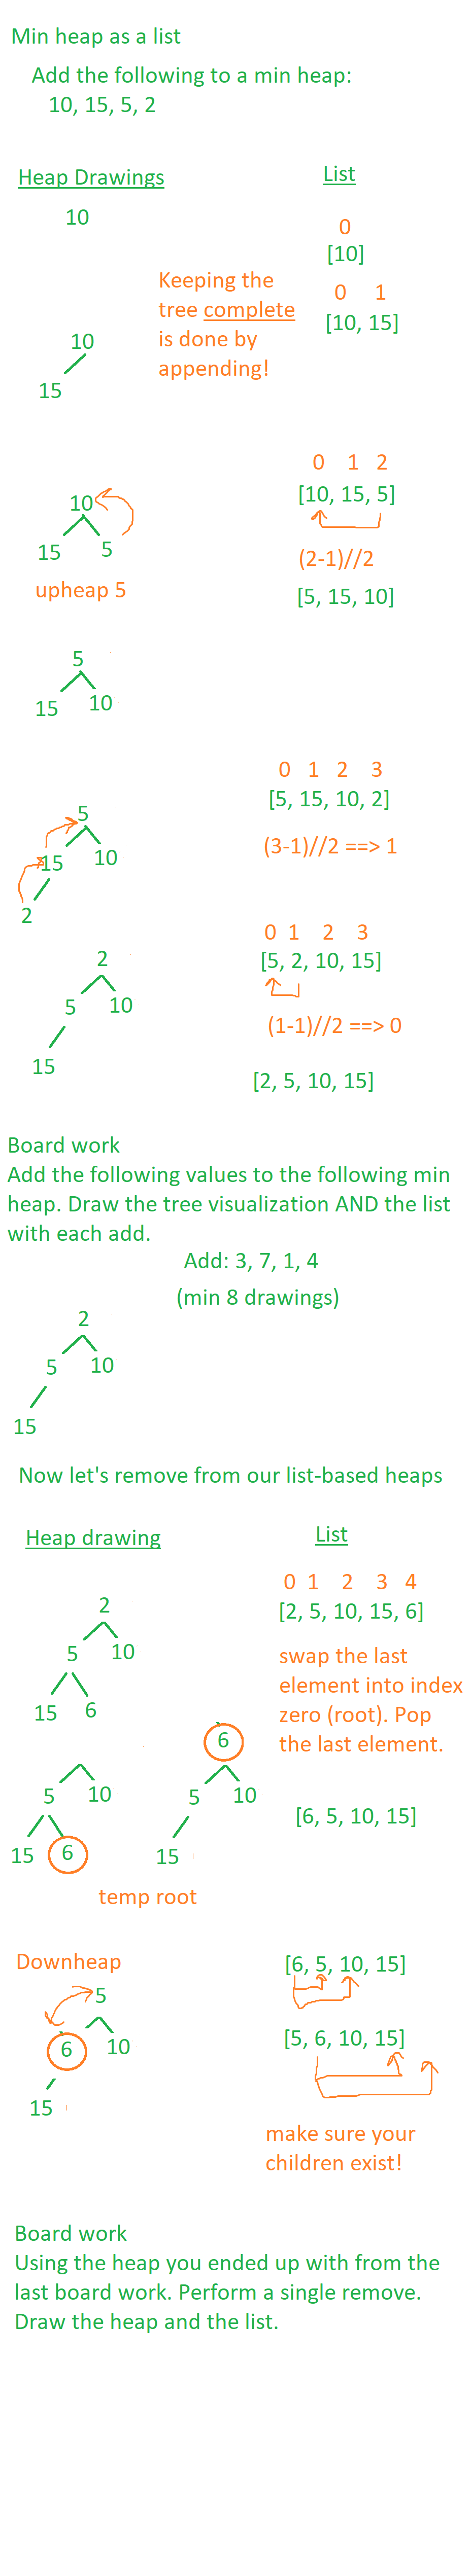 Min heap as a list
Add the following to a min heap:
10, 15, 5, 2
Heap Drawings
List
10
0
[10]
Keeping the
tree complete
is done by
appending!
0 1
[10, 15]
10
15
0 1 2
[10, 15, 5]
10
15 5
(2-1)//2
upheap 5
[5, 15, 10]
5
15 10
0 1 2 3
[5, 15, 10, 2]
5
15 10
2
(3-1)//2 ==> 1
0 1 2 3
[5, 2, 10, 15]
2
5 10
15
(1-1)//2 ==> 0
[2, 5, 10, 15]
Board work
Add the following values to the following min
heap. Draw the tree visualization AND the list
with each add.
Add: 3, 7, 1, 4
(min 8 drawings)
2
5 10
15
Now let's remove from our list-based heaps
Heap drawing
List
0 1 2 3 4
[2, 5, 10, 15, 6]
2
5 10
15 6
swap the last
element into index
zero (root). Pop
the last element.
5 10
15 6
6
5 10
15
[6, 5, 10, 15]
temp root
Downheap
[6, 5, 10, 15]
5
6 10
15
[5, 6, 10, 15]
make sure your
children exist!
Board work
Using the heap you ended up with from the
last board work. Perform a single remove.
Draw the heap and the list.